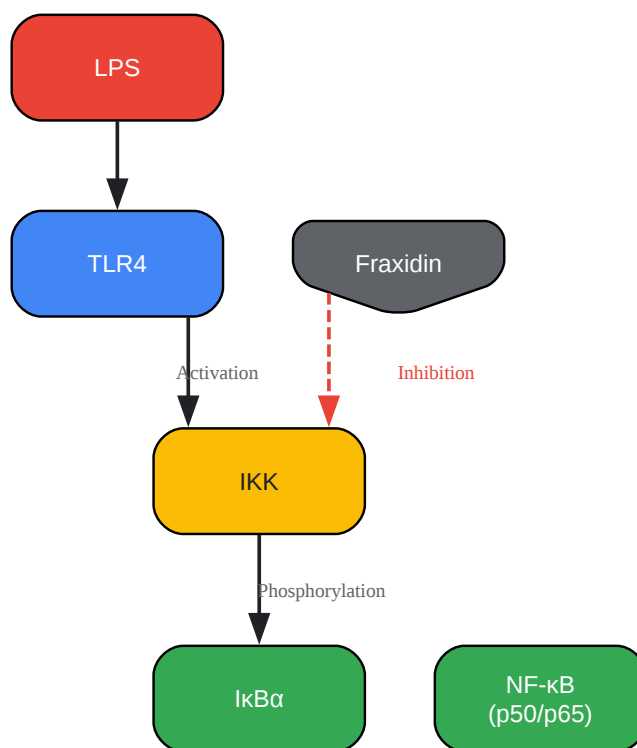 LPS
TLR4
Fraxidin
Activation
Inhibition
IKK
Phosphorylation
IκBα
NF-κB
(p50/p65)